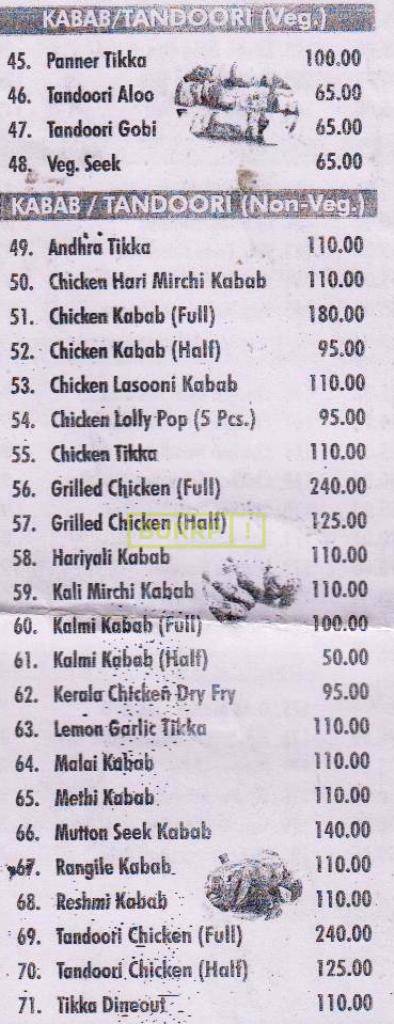 KABAB/TANDOORI (Veg.)
45. Panner Tikka 100.00
46. Tandoori Aloo 65.00
47. Tandoori Gobi 65.00
48. Veg. Seek 65.00
KABAB / TANDOORI (Non-Veg.)
49. Andhra Tikka 110.00
50. Chicken Hari Mirchi Kabab 110.00
51. Chicken Kabab (Full) 180.00
52. Chicken Kabab (Half) 95.00
53. Chicken Lasooni Kabab 110.00
54. Chicken Lolly Pop (5 Pcs.) 95.00
55. Chicken Tikka 110.00
56. Grilled Chicken (Full) 240.00
57. Grilled Chicken (Half) 125.00
BURRP!
58. Hariyali Kabab 110.00
59. Kali Mirchi Kabab 110.00
60. Kalmi Kabab (Full) 100.00
61. Kalmi Kabab (Half) 50.00
62. Kerala Chicken Dry Fry 95.00
63. Lemon Garlic Tikka 110.00
64. Malai Kabab 110.00
65. Methi Kabab 110.00
66. Mutton Seek Kabab 140.00
67. Rangile Kabab 110.00
68. Reshmi Kabab 110.00
69. Tandoori Chicken (Full) 240.00
70. Tandoori Chicken (Half) 125.00
71. Tikka Dineout 110.00